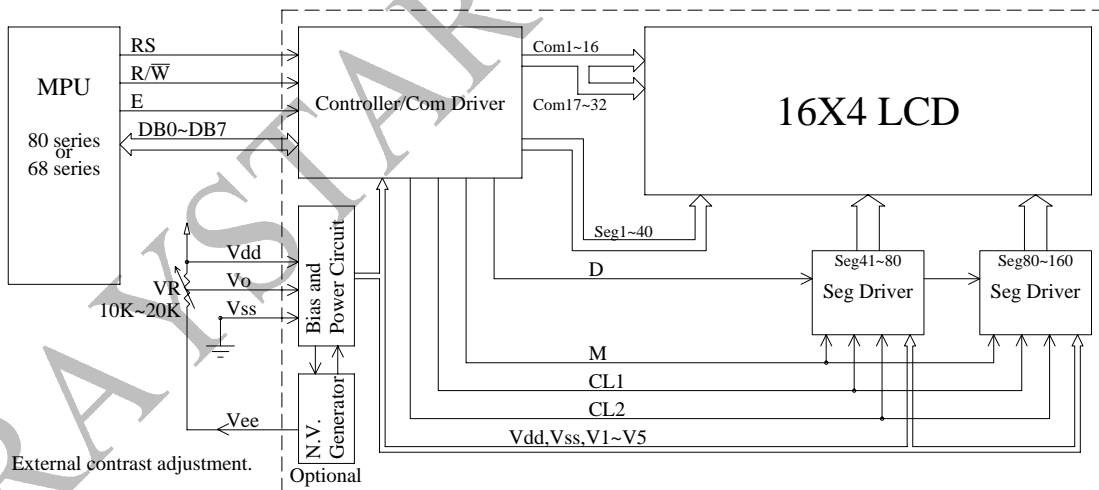 RS
R/W̅
E
DB0~DB7
MPU
80 series
or
68 series
Controller/Com Driver
Com1~16
Com17~32
16X4 LCD
Seg1~40
Vdd
Vo
Vss
VR
10K~20K
Bias and
Power Circuit
D
Seg41~80
Seg Driver
Seg80~160
Seg Driver
M
CL1
CL2
Vdd,Vss,V1~V5
Vee
N.V.
Generator
Optional
External contrast adjustment.
RAYSTAR